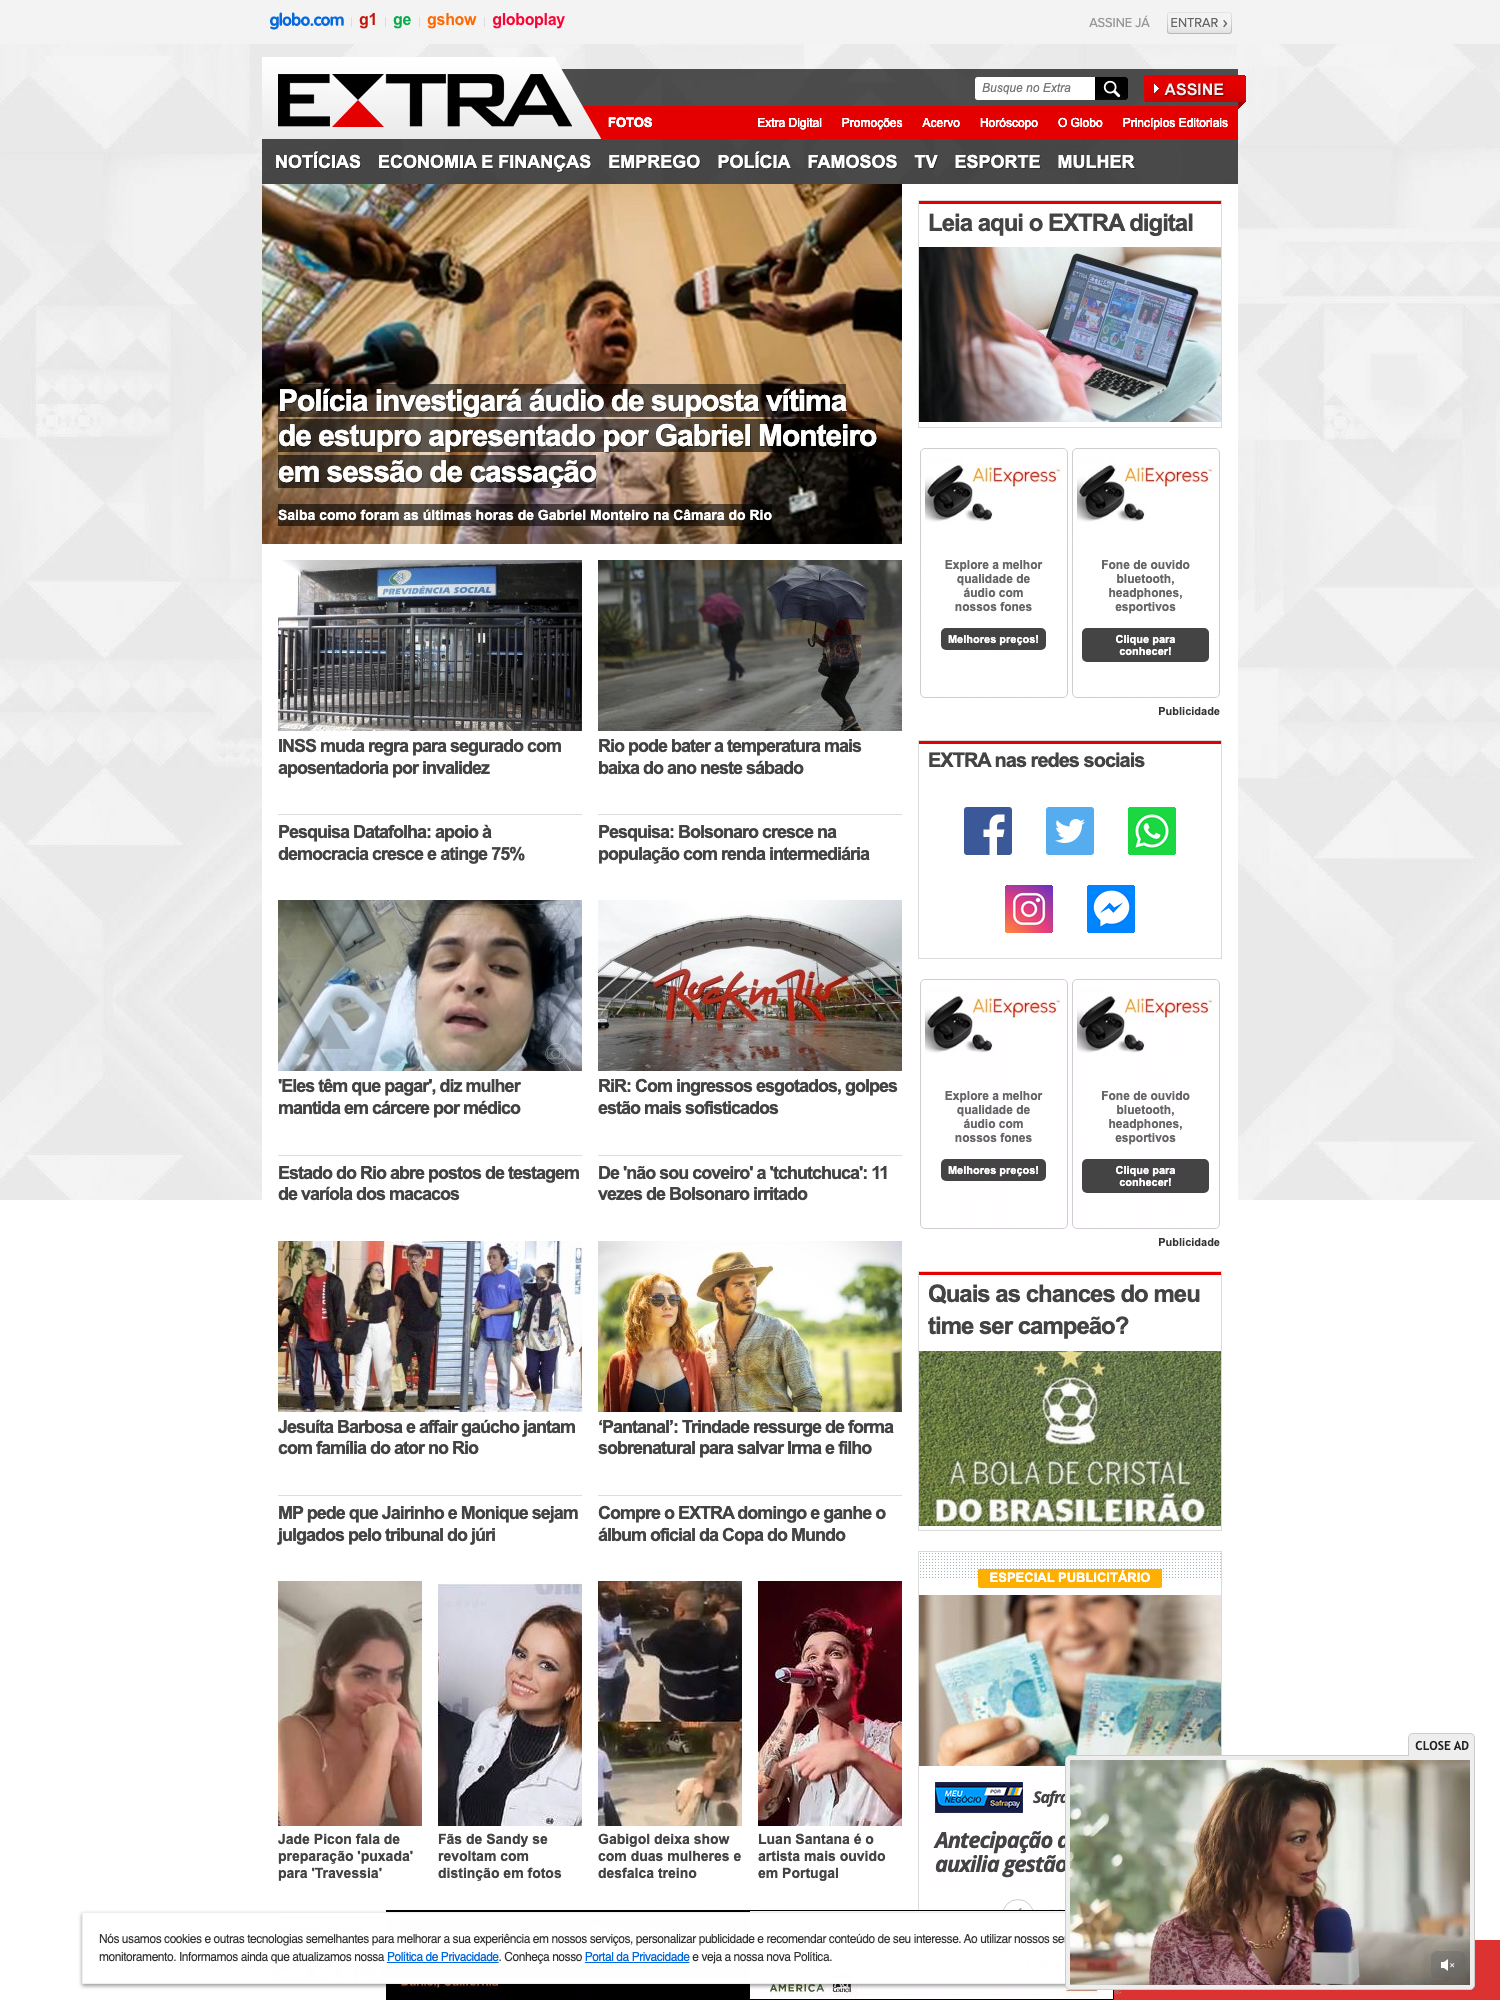 globo.com
g1
ge
gshow
globoplay
ASSINE JÁ
ENTRAR ›
EXTRA
Busque no Extra
ASSINE
FOTOS
Extra Digital
Promoções
Acervo
Horóscopo
O Globo
Princípios Editoriais
NOTÍCIAS
ECONOMIA E FINANÇAS
EMPREGO
POLÍCIA
FAMOSOS
TV
ESPORTE
MULHER
Polícia investigará áudio de suposta vítima
de estupro apresentado por Gabriel Monteiro
em sessão de cassação
Saiba como foram as últimas horas de Gabriel Monteiro na Câmara do Rio
PREVIDÊNCIA SOCIAL
INSS muda regra para segurado com
aposentadoria por invalidez
Rio pode bater a temperatura mais
baixa do ano neste sábado
Pesquisa Datafolha: apoio à
democracia cresce e atinge 75%
Pesquisa: Bolsonaro cresce na
população com renda intermediária
Rock in Rio
'Eles têm que pagar', diz mulher
mantida em cárcere por médico
RiR: Com ingressos esgotados, golpes
estão mais sofisticados
Estado do Rio abre postos de testagem
de varíola dos macacos
De 'não sou coveiro' a 'tchutchuca': 11
vezes de Bolsonaro irritado
Jesuíta Barbosa e affair gaúcho jantam
com família do ator no Rio
‘Pantanal’: Trindade ressurge de forma
sobrenatural para salvar Irma e filho
MP pede que Jairinho e Monique sejam
julgados pelo tribunal do júri
Compre o EXTRA domingo e ganhe o
álbum oficial da Copa do Mundo
Jade Picon fala de
preparação 'puxada'
para 'Travessia'
Fãs de Sandy se
revoltam com
distinção em fotos
Gabigol deixa show
com duas mulheres e
desfalca treino
Luan Santana é o
artista mais ouvido
em Portugal
Leia aqui o EXTRA digital
AliExpress
Explore a melhor
qualidade de
áudio com
nossos fones
Melhores preços!
AliExpress
Fone de ouvido
bluetooth,
headphones,
esportivos
Clique para
conhecer!
Publicidade
EXTRA nas redes sociais
AliExpress
Explore a melhor
qualidade de
áudio com
nossos fones
Melhores preços!
AliExpress
Fone de ouvido
bluetooth,
headphones,
esportivos
Clique para
conhecer!
Publicidade
Quais as chances do meu
time ser campeão?
A BOLA DE CRISTAL
DO BRASILEIRÃO
ESPECIAL PUBLICITÁRIO
MEU
NEGÓCIO
POR
Safrapay
Safra
Antecipação
auxilia gestão
CLOSE AD
Nós usamos cookies e outras tecnologias semelhantes para melhorar a sua experiência em nossos serviços, personalizar publicidade e recomendar conteúdo de seu interesse. Ao utilizar nossos
monitoramento. Informamos ainda que atualizamos nossa Política de Privacidade. Conheça nosso Portal da Privacidade e veja a nossa nova Política.
AMERICA